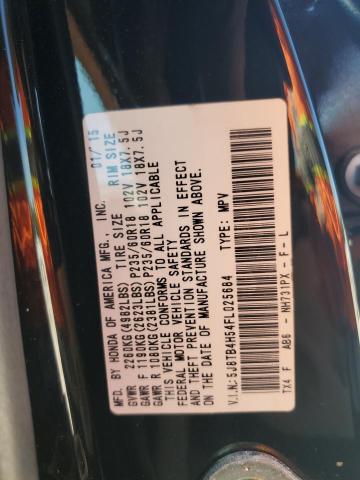 MFD. BY HONDA OF AMERICA MFG., INC. 01/ 15
TIRE SIZE RIM SIZE
GVWR 2260KG(4982LBS)
GAWR F 1190KG(2623LBS) P235/60R18 102V 18X7.5J
GAWR R 1080KG(2381LBS) P235/60R18 102V 18X7.5J
THIS VEHICLE CONFORMS TO ALL APPLICABLE
FEDERAL MOTOR VEHICLE SAFETY
AND THEFT PREVENTION STANDARDS IN EFFECT
ON THE DATE OF MANUFACTURE SHOWN ABOVE.
V.I.N.: 5J8TB4H54FL025684 TYPE: MPV
TX4 F AB6 - NH731PX - F - L